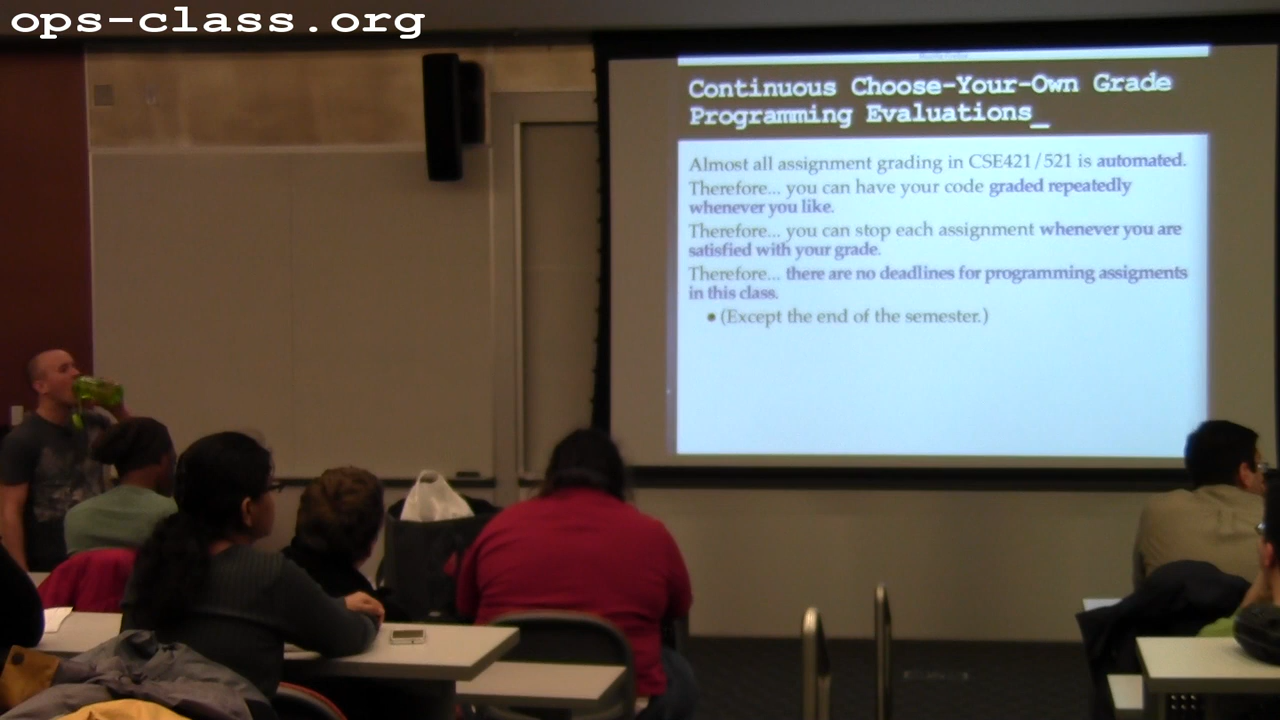 ops-class.org
Continuous Choose-Your-Own Grade
Programming Evaluations_
Almost all assignment grading in CSE421/521 is automated.
Therefore... you can have your code graded repeatedly
whenever you like.
Therefore... you can stop each assignment whenever you are
satisfied with your grade.
Therefore... there are no deadlines for programming assigments
in this class.
• (Except the end of the semester.)